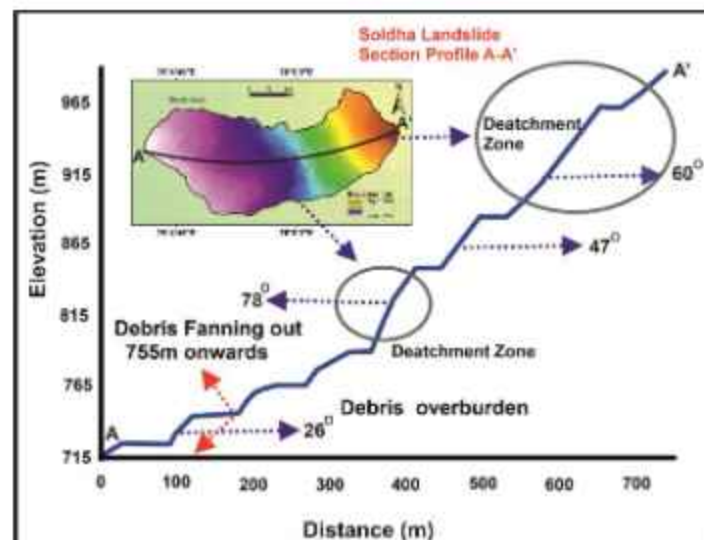 Soldha Landslide
Section Profile A-A'
A'
965
Deatchment
Zone
A
A'
915
60°
Elevation (m)
865
47°
78°
815
Debris Fanning out
755m onwards
Deatchment Zone
765
Debris overburden
A
26°
715
0
100
200
300
400
500
600
700
Distance (m)